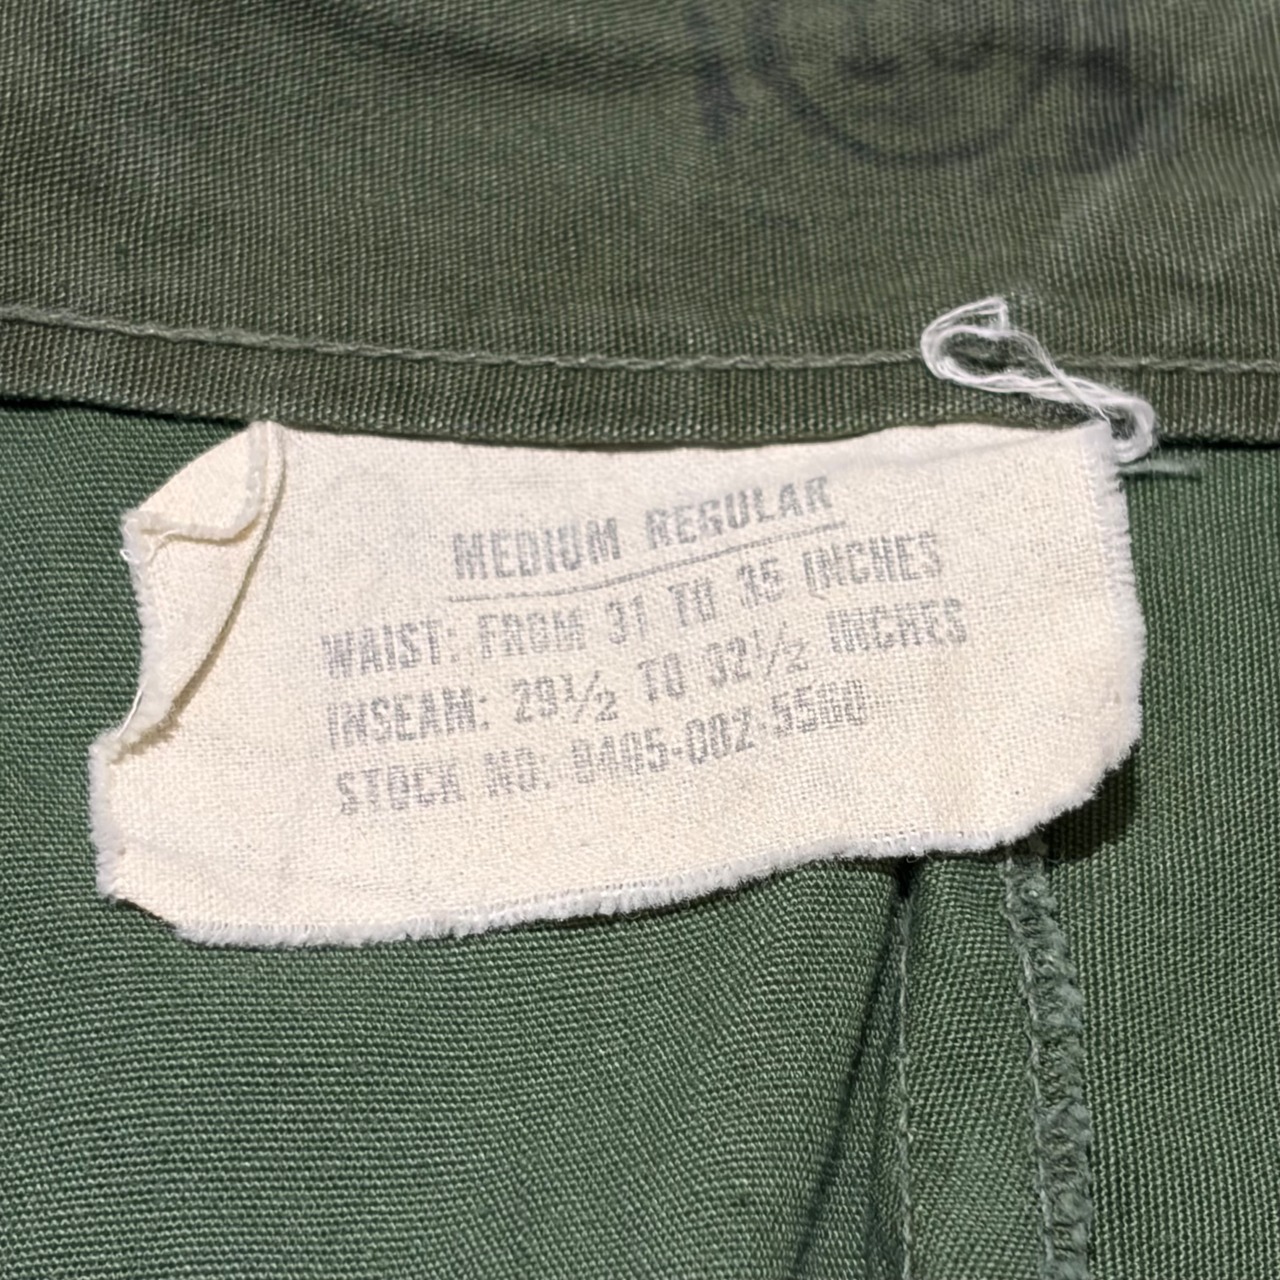 MEDIUM REGULAR
WAIST: FROM 31 TO 35 INCHES
INSEAM: 29½ TO 32½ INCHES
STOCK NO: 8405-082-5560